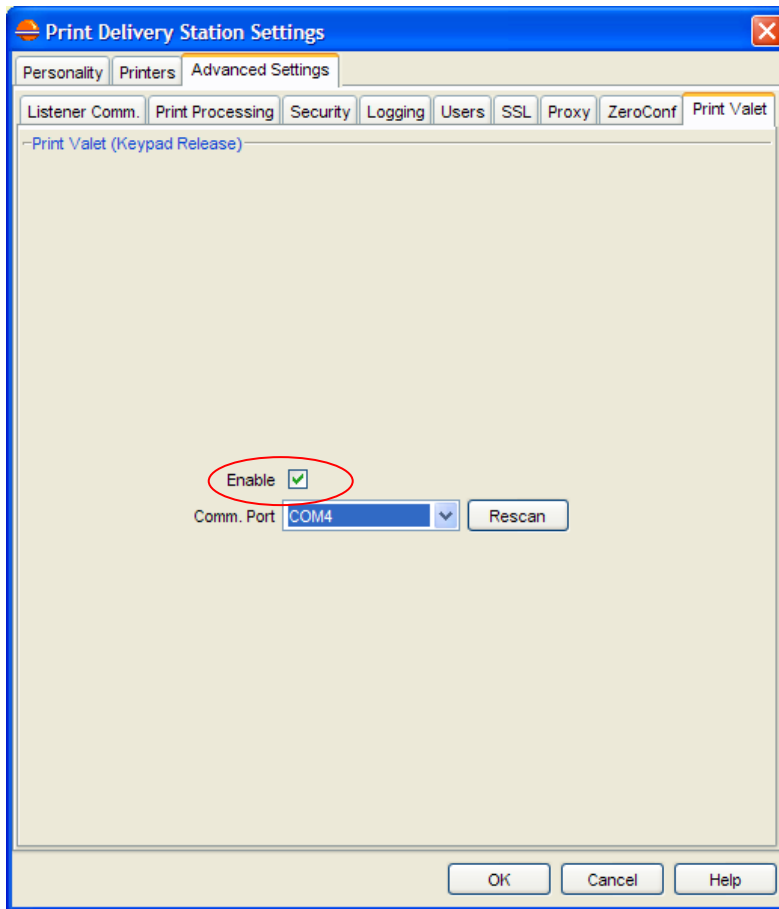 Print Delivery Station Settings
Personality Printers Advanced Settings
Listener Comm. Print Processing Security Logging Users SSL Proxy ZeroConf Print Valet
Print Valet (Keypad Release)
Enable
Comm. Port COM4 Rescan
OK Cancel Help